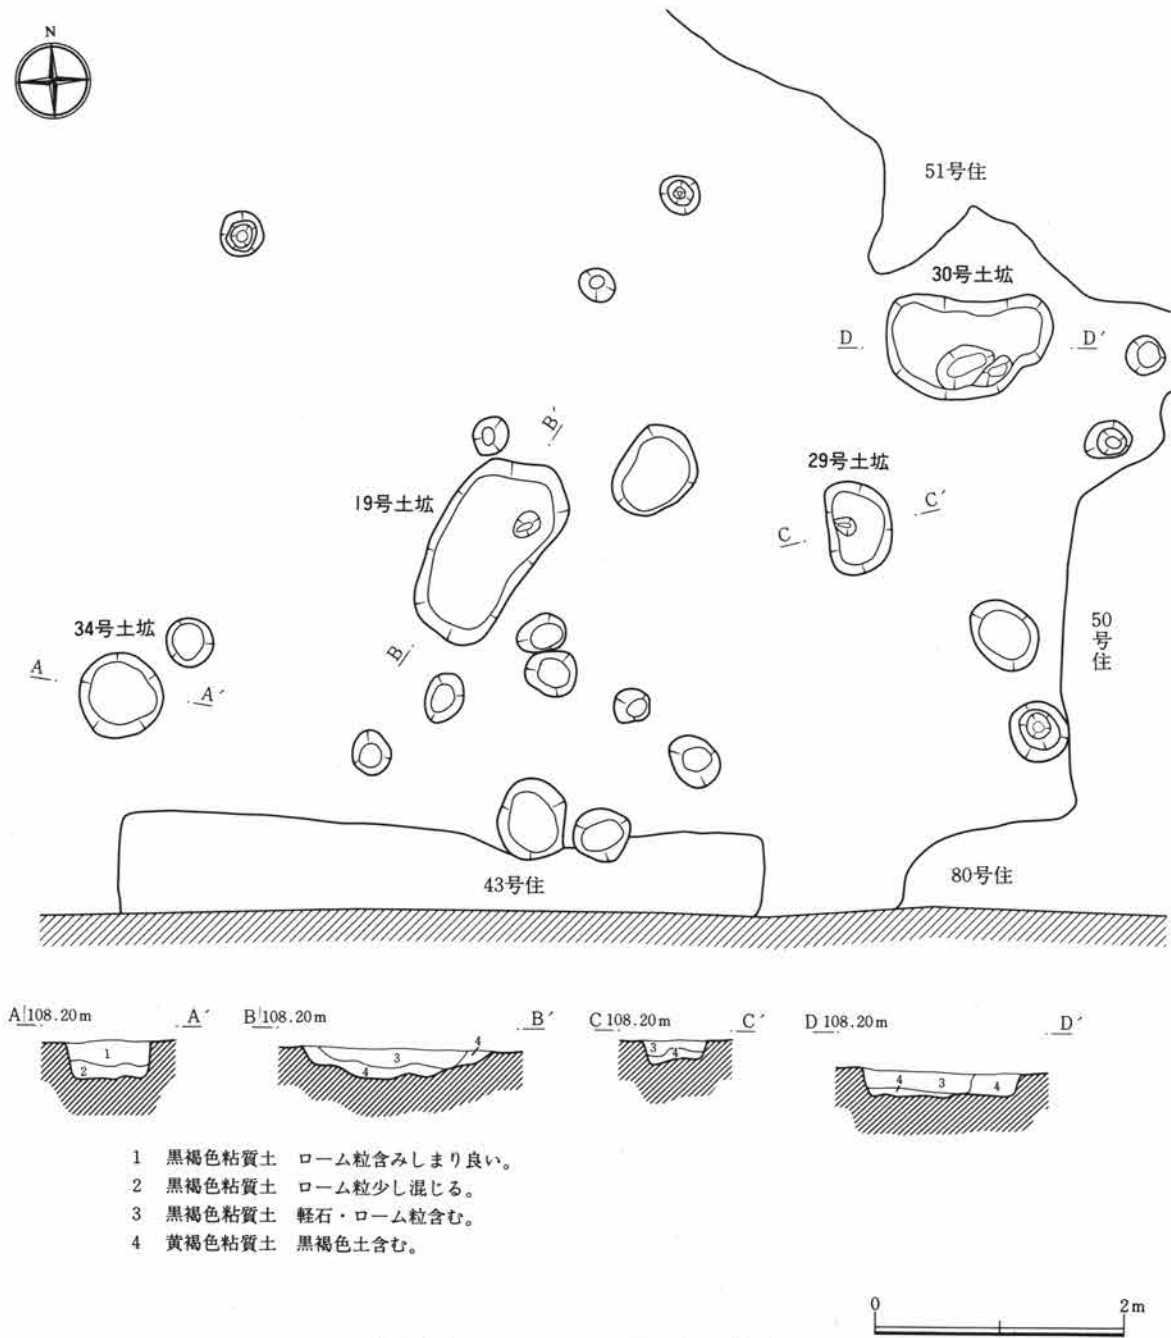 N
51号住
30号土坑
D
D′
B′
29号土坑
19号土坑
C′
C
50号住
34号土坑
B
A
A′
43号住
80号住
A 108.20m A′
B 108.20m B′
C 108.20m C′
D 108.20m D′
1
2
3
4
4
3
4
4
3
4
1 黒褐色粘質土 ローム粒含みしまり良い。
2 黒褐色粘質土 ローム粒少し混じる。
3 黒褐色粘質土 軽石・ローム粒含む。
4 黄褐色粘質土 黒褐色土含む。
0 2m